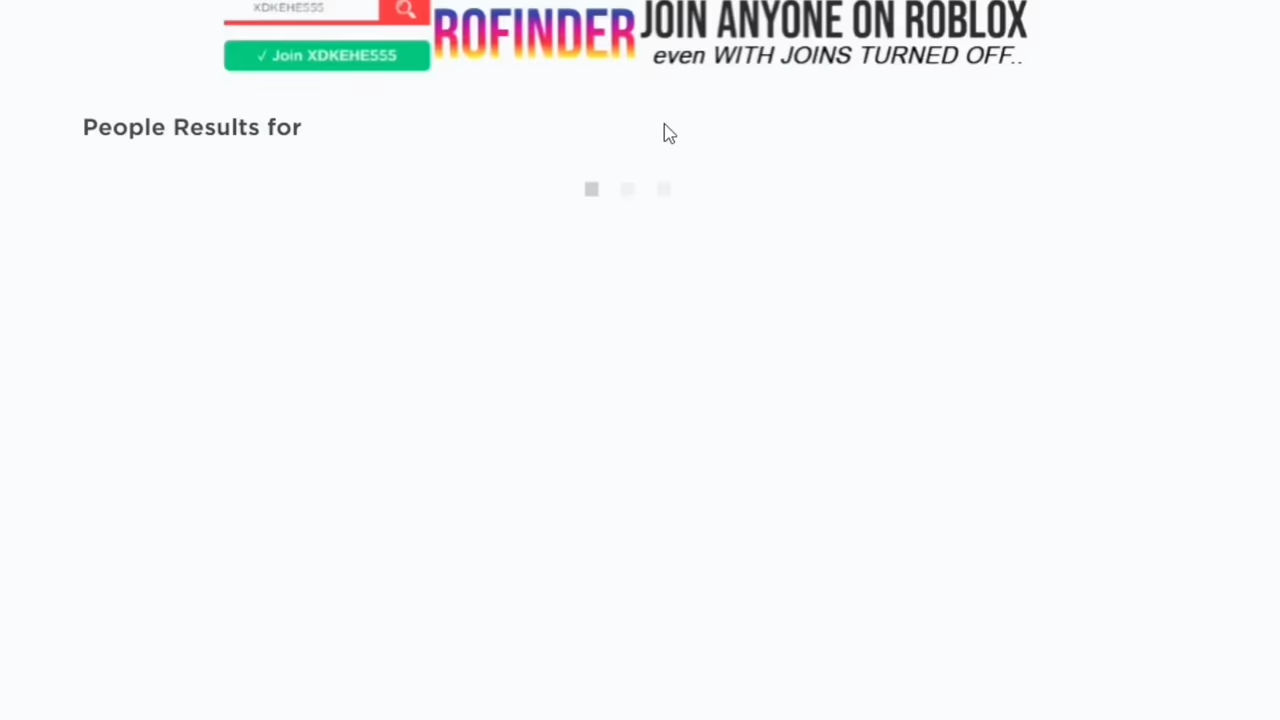 XDKEHE555
✓ Join XDKEHE555
ROFINDER
JOIN ANYONE ON ROBLOX
even WITH JOINS TURNED OFF..
People Results for